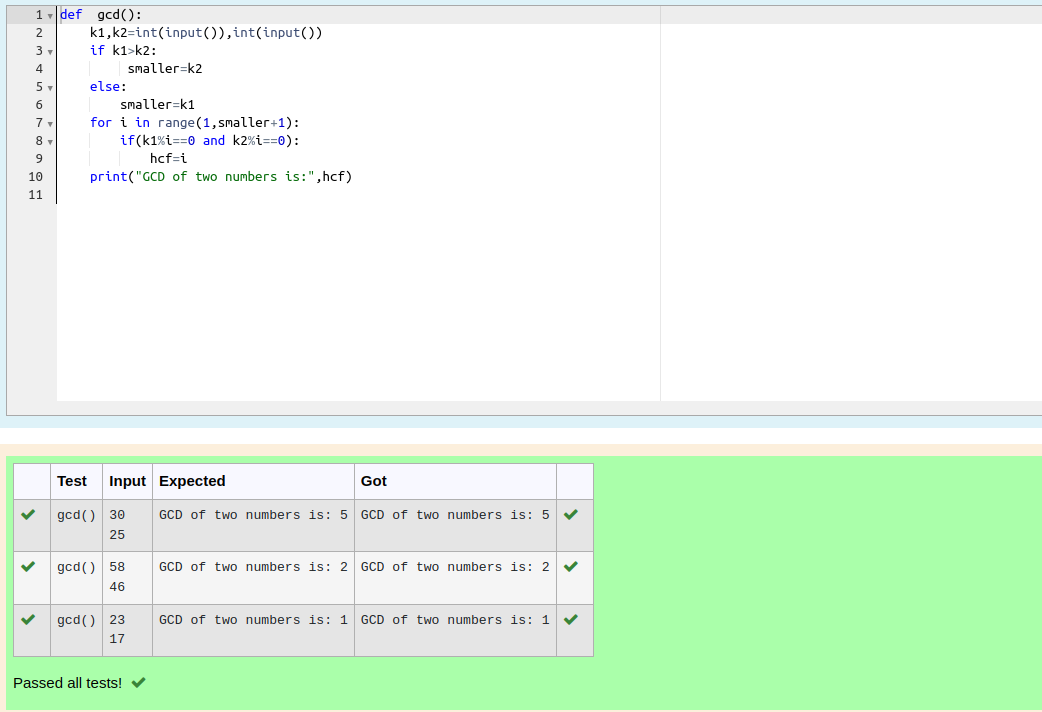 1 def  gcd():
2     k1,k2=int(input()),int(input())
3     if k1>k2:
4          smaller=k2
5     else:
6         smaller=k1
7     for i in range(1,smaller+1):
8         if(k1%i==0 and k2%i==0):
9             hcf=i
10     print("GCD of two numbers is:",hcf)
11
Test Input Expected Got
gcd() 30 GCD of two numbers is: 5 GCD of two numbers is: 5
25
gcd() 58 GCD of two numbers is: 2 GCD of two numbers is: 2
46
gcd() 23 GCD of two numbers is: 1 GCD of two numbers is: 1
17
Passed all tests!